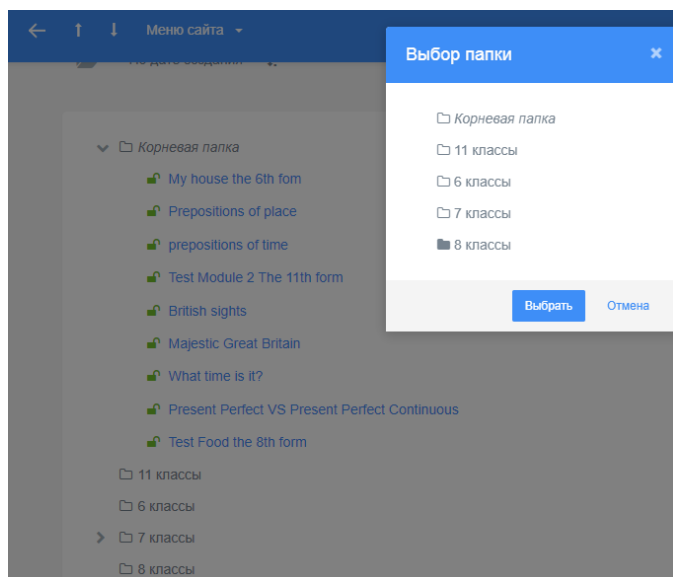 Меню сайта
По дате создания
Выбор папки
Корневая папка
11 классы
6 классы
7 классы
8 классы
Выбрать
Отмена
Корневая папка
My house the 6th fom
Prepositions of place
prepositions of time
Test Module 2 The 11th form
British sights
Majestic Great Britain
What time is it?
Present Perfect VS Present Perfect Continuous
Test Food the 8th form
11 классы
6 классы
7 классы
8 классы